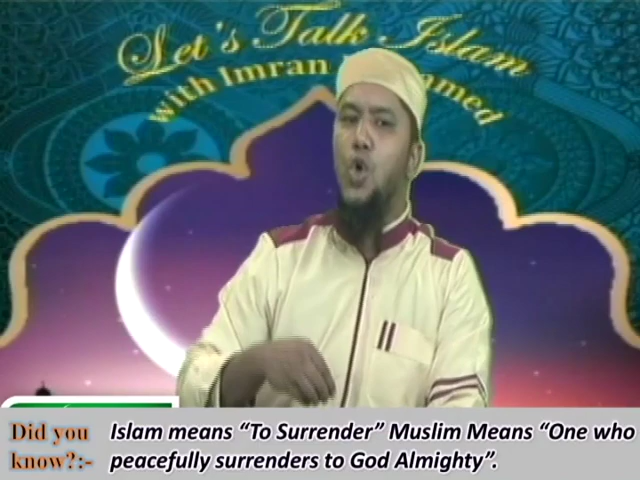 Let's Talk Islam
with Imran
Did you know?:-
Islam means “To Surrender” Muslim Means “One who
peacefully surrenders to God Almighty”.